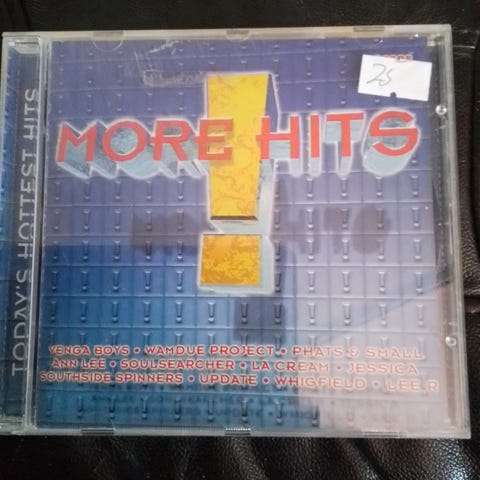 25
MORE HITS
!
TODAY'S HOTTEST HITS
VENGA BOYS • WAMDUE PROJECT • PHATS & SMALL
ANN LEE • SOULSEARCHER • LA CREAM • JESSICA
SOUTHSIDE SPINNERS • UPDATE • WHIGFIELD • LEE.R